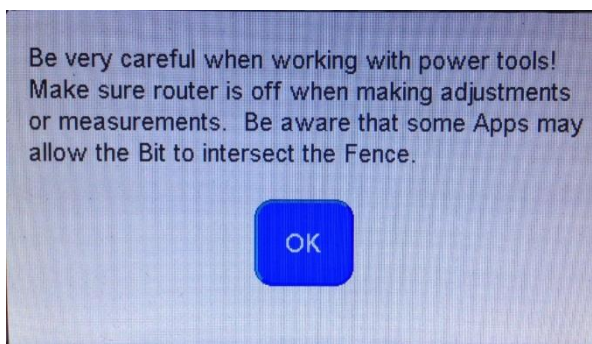 Be very careful when working with power tools!
Make sure router is off when making adjustments
or measurements.  Be aware that some Apps may
allow the Bit to intersect the Fence.
OK